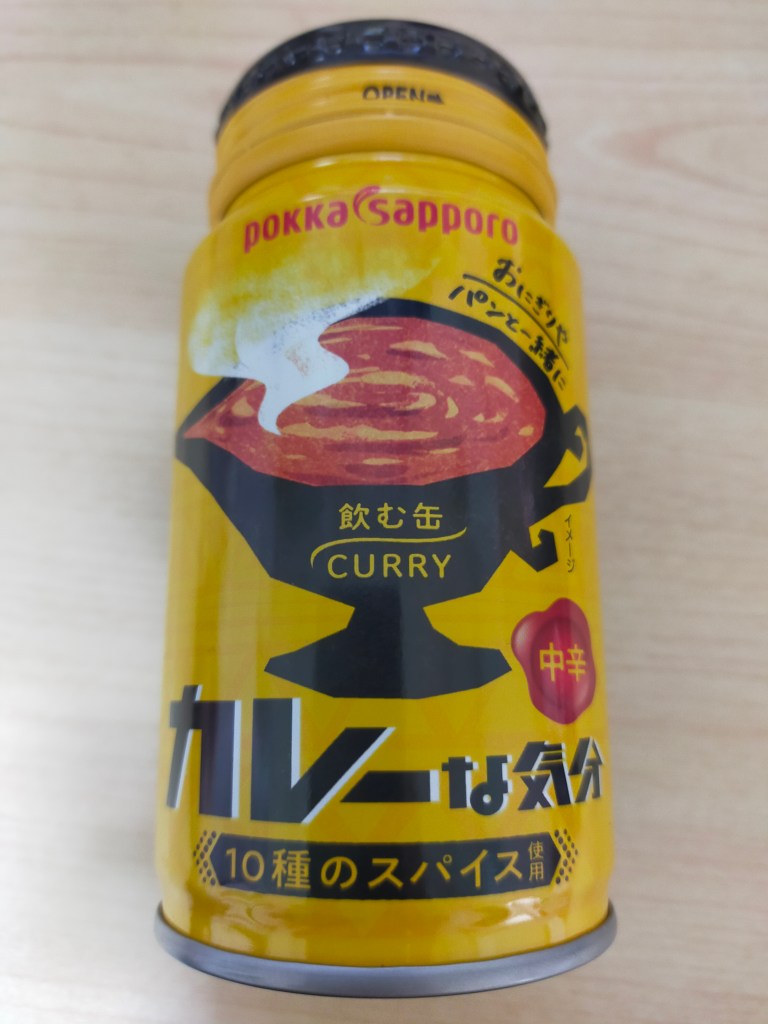 OPEN
pokka sapporo
おにぎりや
パンと一緒に
飲む缶
CURRY
イメージ
中辛
カレーな気分
10種のスパイス使用